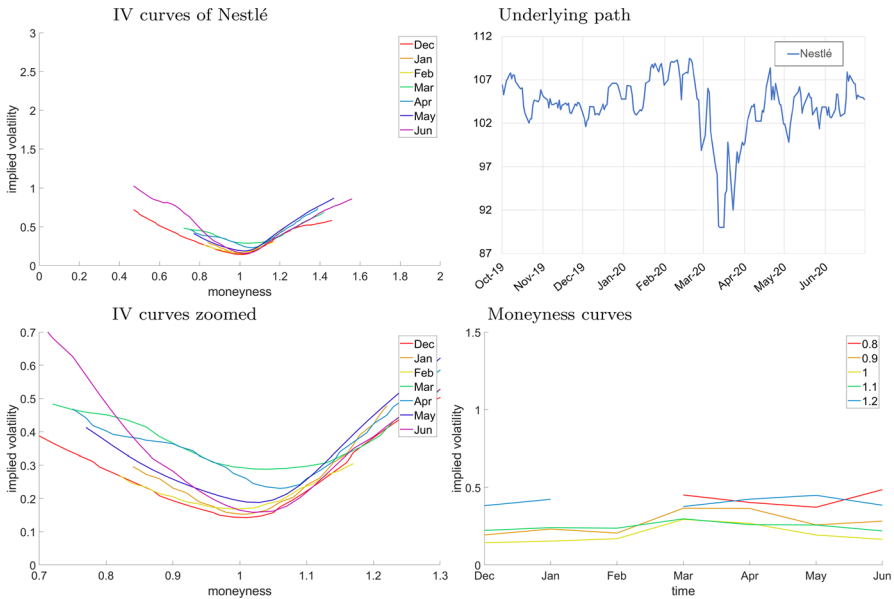 IV curves of Nestlé
3
2.5
2
1.5
1
0.5
0
implied volatility
0 0.2 0.4 0.6 0.8 1 1.2 1.4 1.6 1.8 2
moneyness
Dec
Jan
Feb
Mar
Apr
May
Jun
Underlying path
112
107
102
97
92
87
Nestlé
Oct-19 Nov-19 Dec-19 Jan-20 Feb-20 Mar-20 Apr-20 May-20 Jun-20
IV curves zoomed
0.7
0.6
0.5
0.4
0.3
0.2
0.1
0
implied volatility
0.7 0.8 0.9 1 1.1 1.2 1.3
moneyness
Dec
Jan
Feb
Mar
Apr
May
Jun
Moneyness curves
1.5
1
0.5
0
implied volatility
Dec Jan Feb Mar Apr May Jun
time
0.8
0.9
1
1.1
1.2